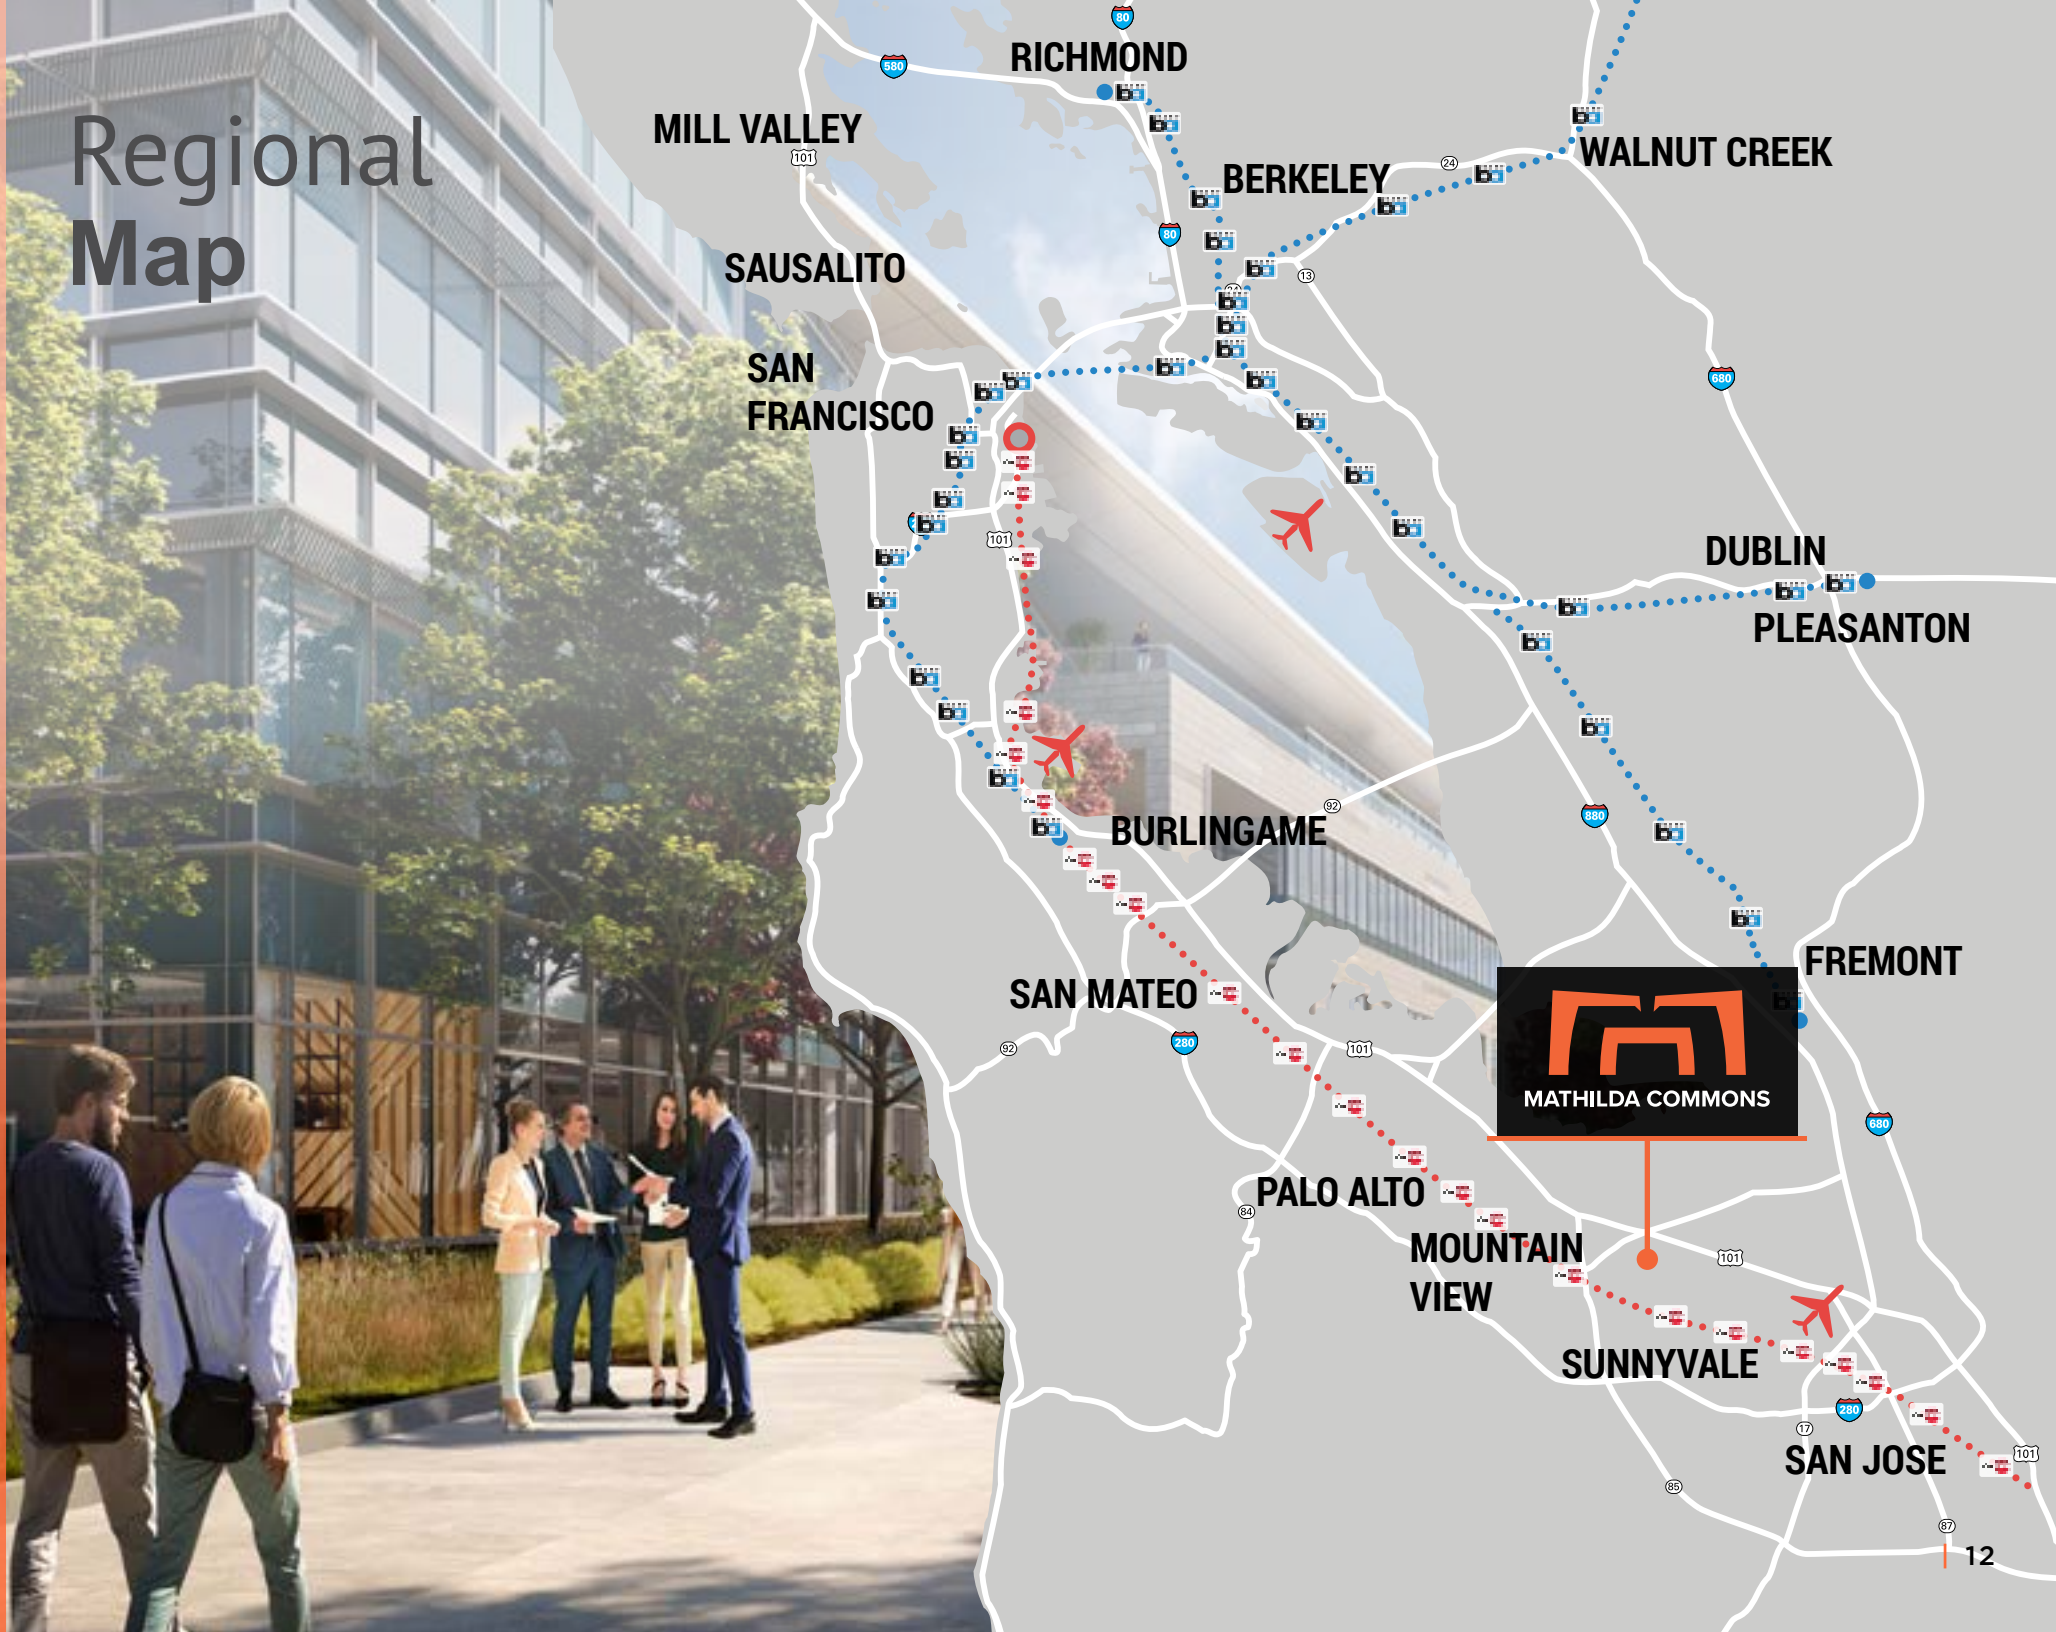 Regional
Map
80
RICHMOND
580
MILL VALLEY
101
24
WALNUT CREEK
BERKELEY
80
SAUSALITO
13
24
SAN
FRANCISCO
680
101
DUBLIN
PLEASANTON
92
880
BURLINGAME
FREMONT
SAN MATEO
92
280
101
MATHILDA COMMONS
680
PALO ALTO
84
MOUNTAIN
VIEW
101
SUNNYVALE
280
17
SAN JOSE
101
85
87
12